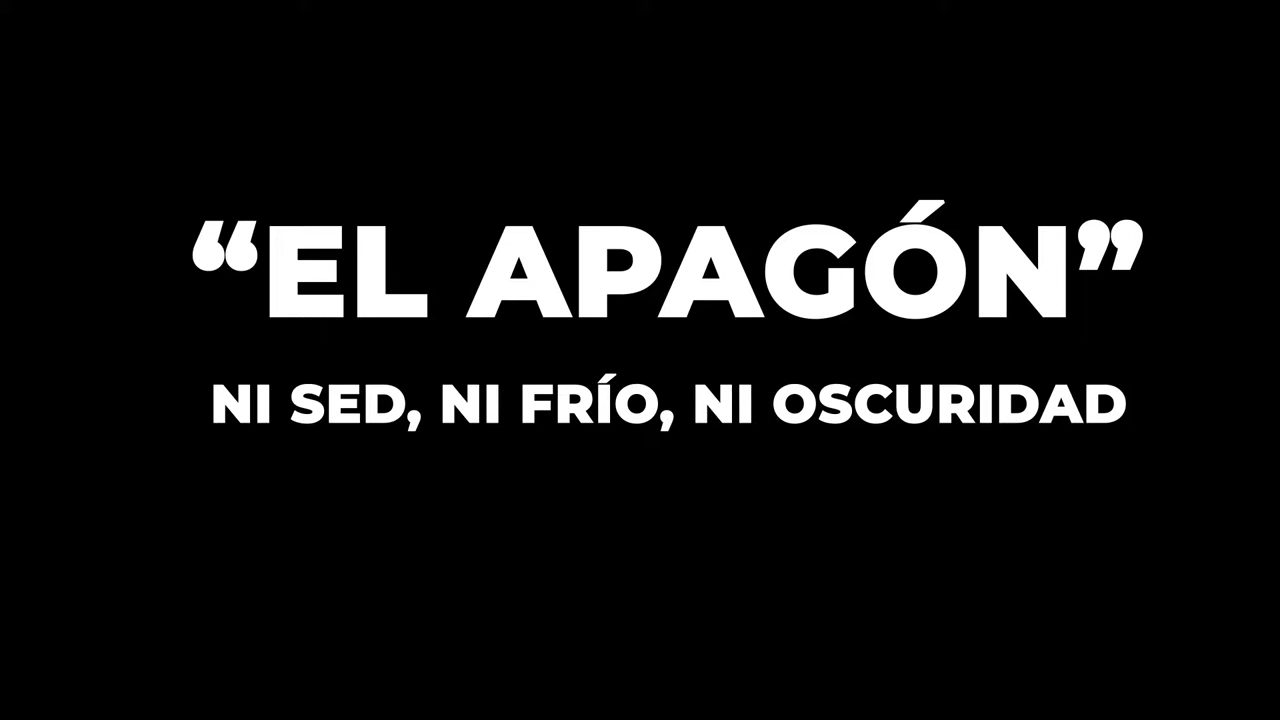 “EL APAGÓN”
NI SED, NI FRÍO, NI OSCURIDAD